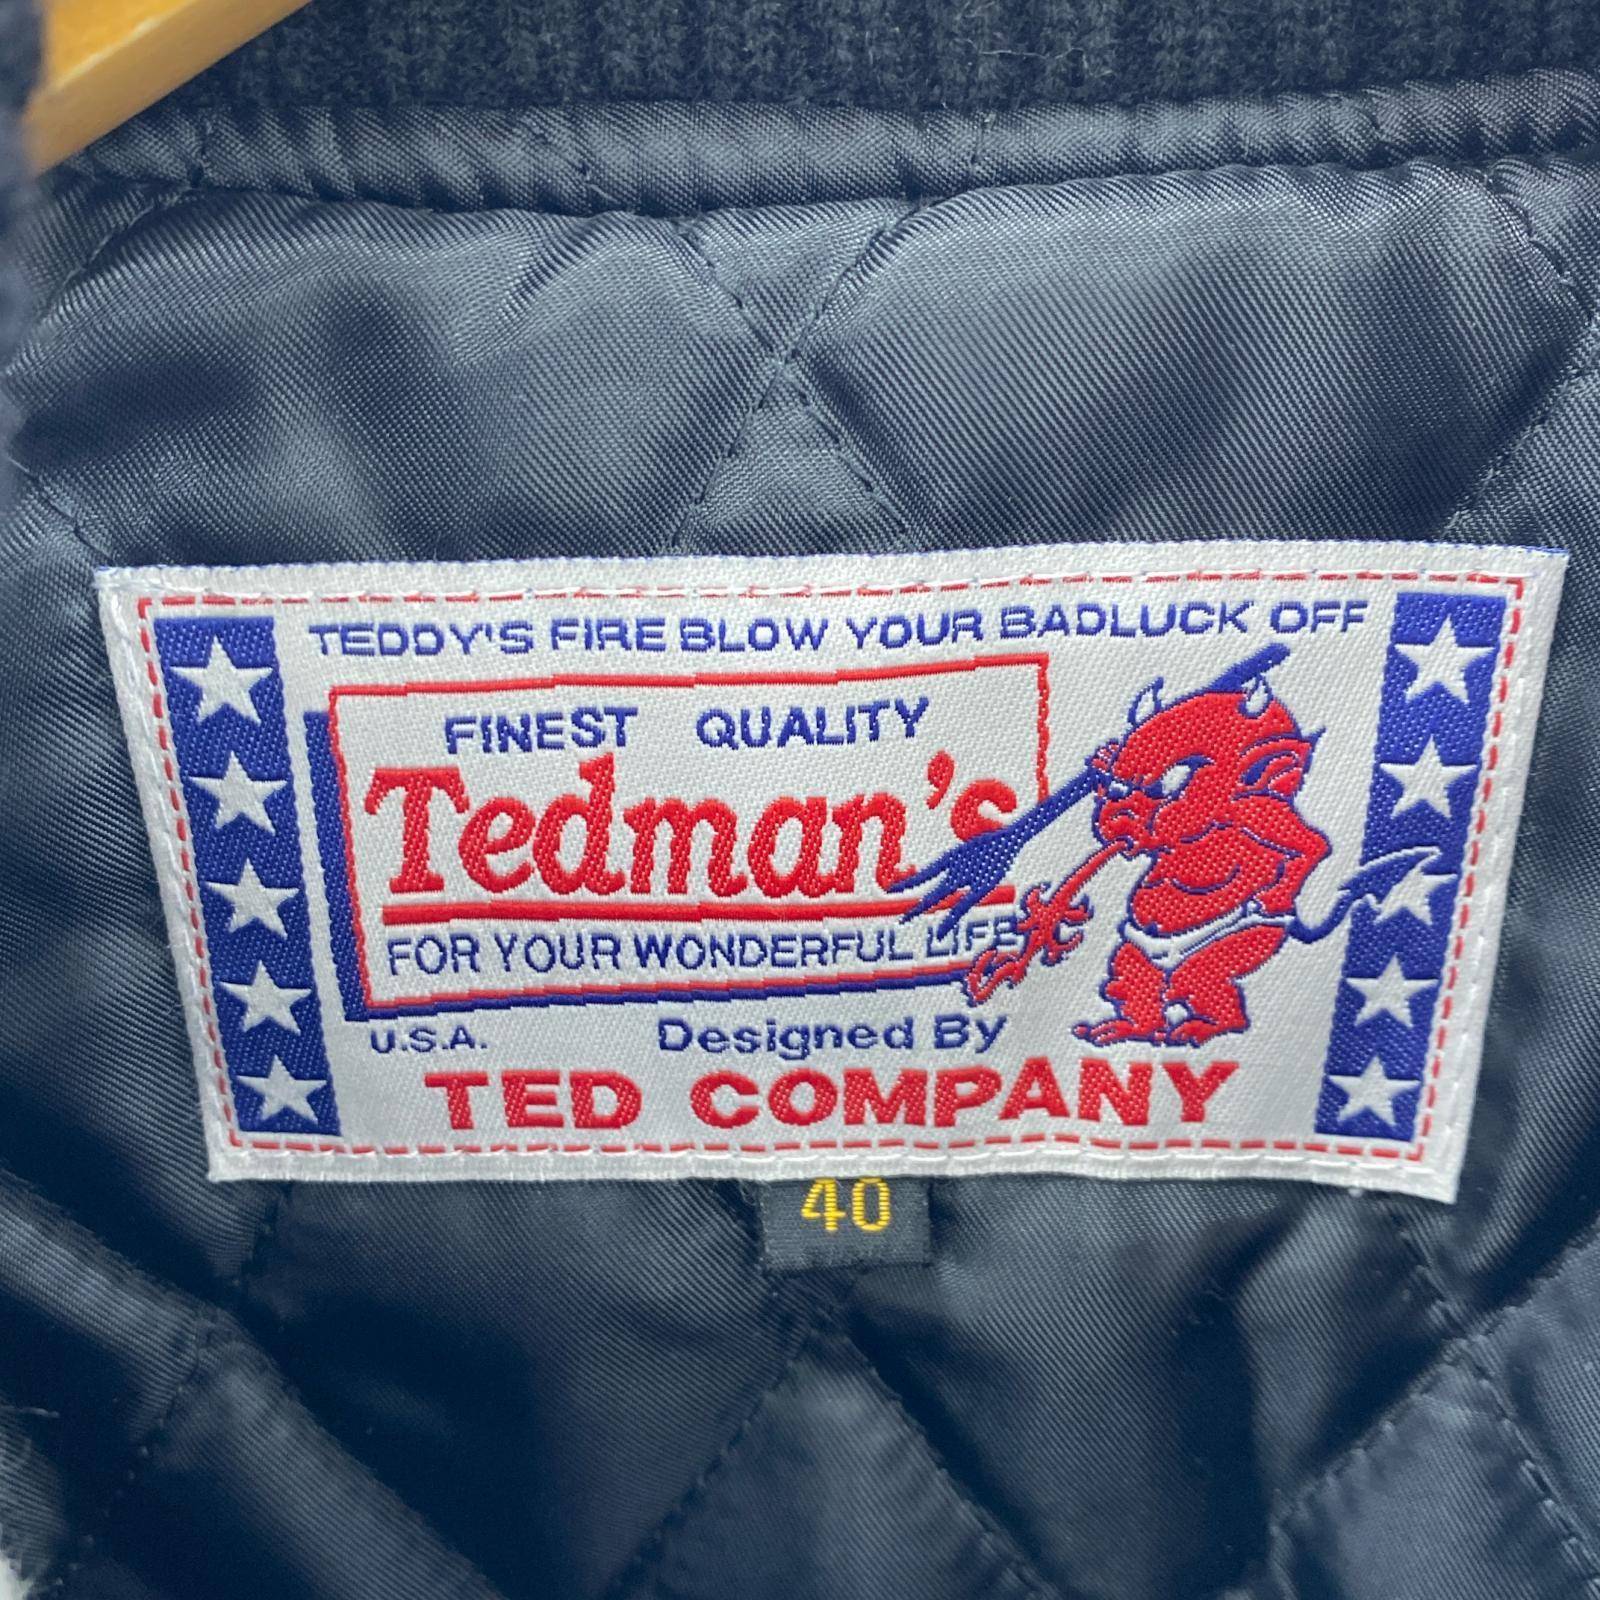 TEDDY'S FIRE BLOW YOUR BADLUCK OFF
FINEST QUALITY
Tedman's
FOR YOUR WONDERFUL LIFE
U.S.A. Designed By
TED COMPANY
40